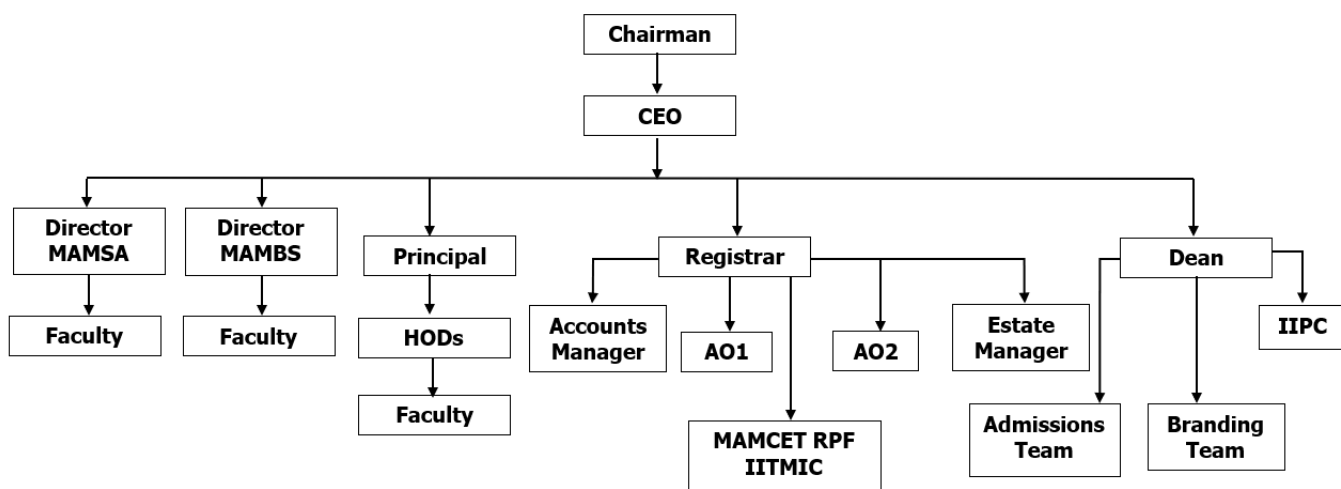 Chairman
CEO
Director
MAMSA
Director
MAMBS
Principal
Registrar
Dean
Faculty
Faculty
HODs
Accounts
Manager
AO1
AO2
Estate
Manager
IIPC
Faculty
MAMCET RPF
IITMIC
Admissions
Team
Branding
Team